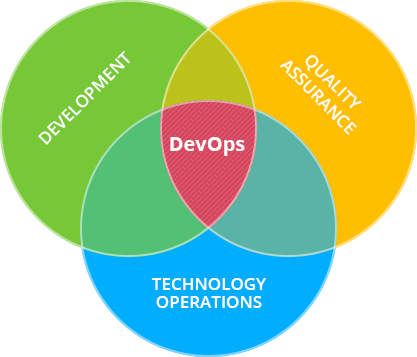 DEVELOPMENT
QUALITY
ASSURANCE
DevOps
TECHNOLOGY
OPERATIONS